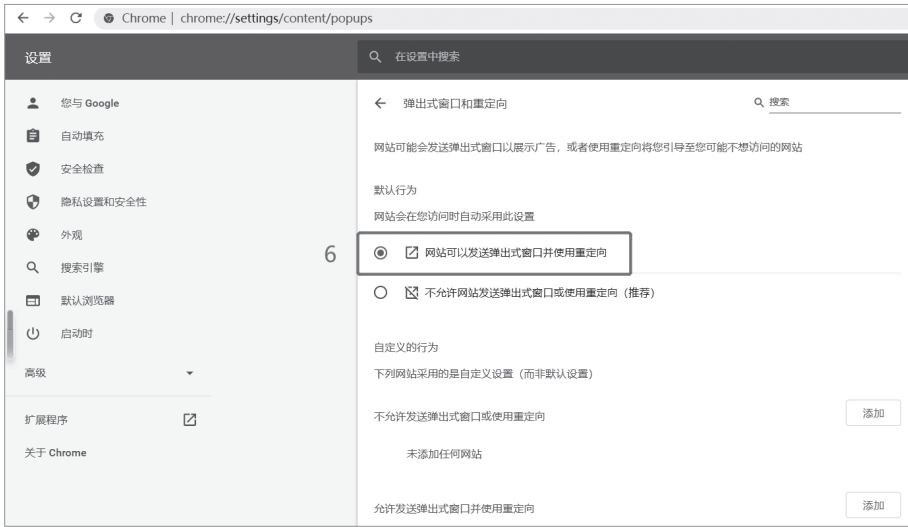 Chrome | chrome://settings/content/popups
设置
在设置中搜索
您与 Google
自动填充
安全检查
隐私设置和安全性
外观
搜索引擎
默认浏览器
启动时
高级
扩展程序
关于 Chrome
弹出式窗口和重定向
搜索
网站可能会发送弹出式窗口以展示广告，或者使用重定向将您引导至您可能不想访问的网站
默认行为
网站会在您访问时自动采用此设置
6
网站可以发送弹出式窗口并使用重定向
不允许网站发送弹出式窗口或使用重定向（推荐）
自定义的行为
下列网站采用的是自定义设置（而非默认设置）
不允许发送弹出式窗口或使用重定向
添加
未添加任何网站
允许发送弹出式窗口并使用重定向
添加